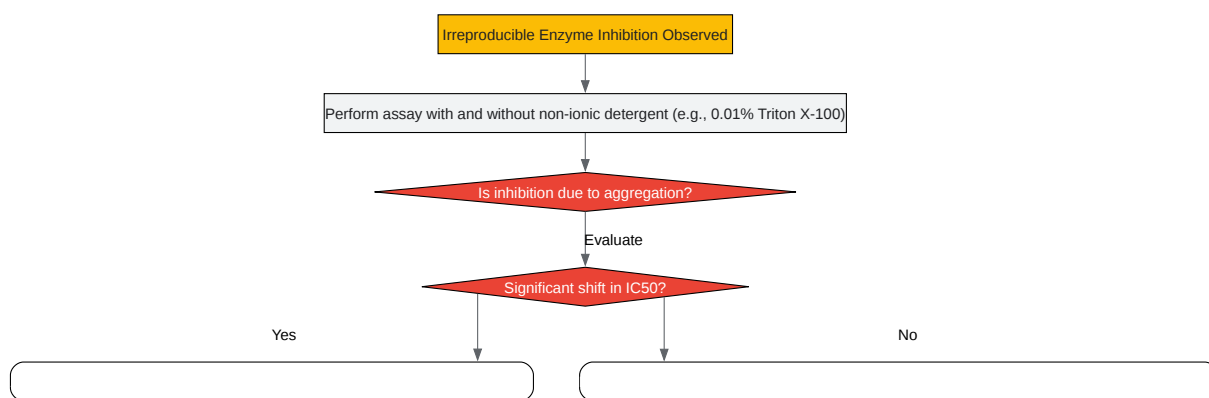 Irreproducible Enzyme Inhibition Observed
Perform assay with and without non-ionic detergent (e.g., 0.01% Triton X-100)
Is inhibition due to aggregation?
Evaluate
Significant shift in IC50?
Yes
No